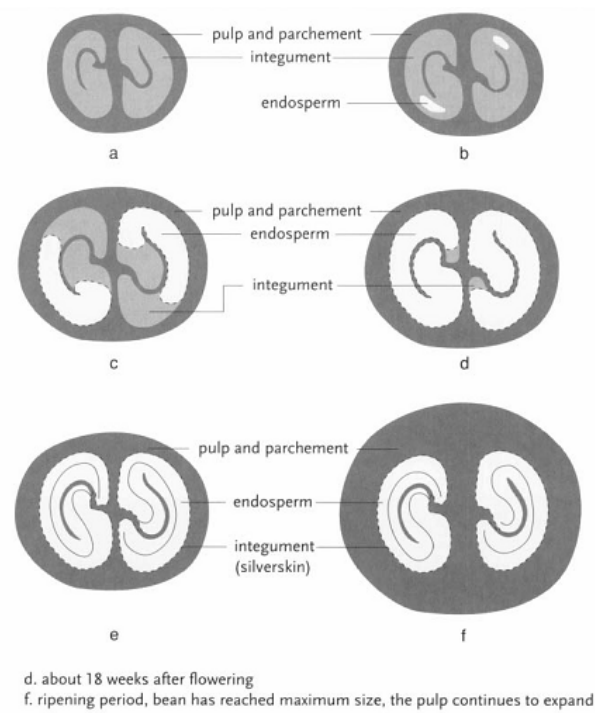 pulp and parchement
integument
endosperm
a
b
pulp and parchement
endosperm
integument
c
d
pulp and parchement
endosperm
integument
(silverskin)
e
f
d. about 18 weeks after flowering
f. ripening period, bean has reached maximum size, the pulp continues to expand